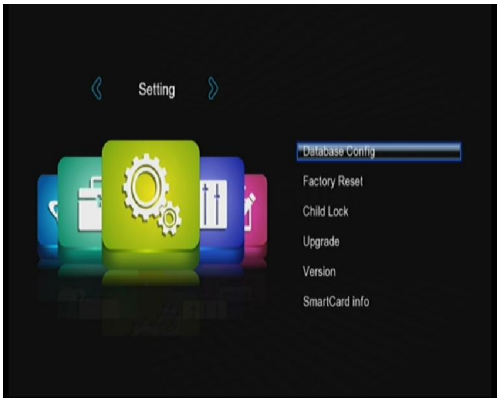 Setting
Database Config
Factory Reset
Child Lock
Upgrade
Version
SmartCard info